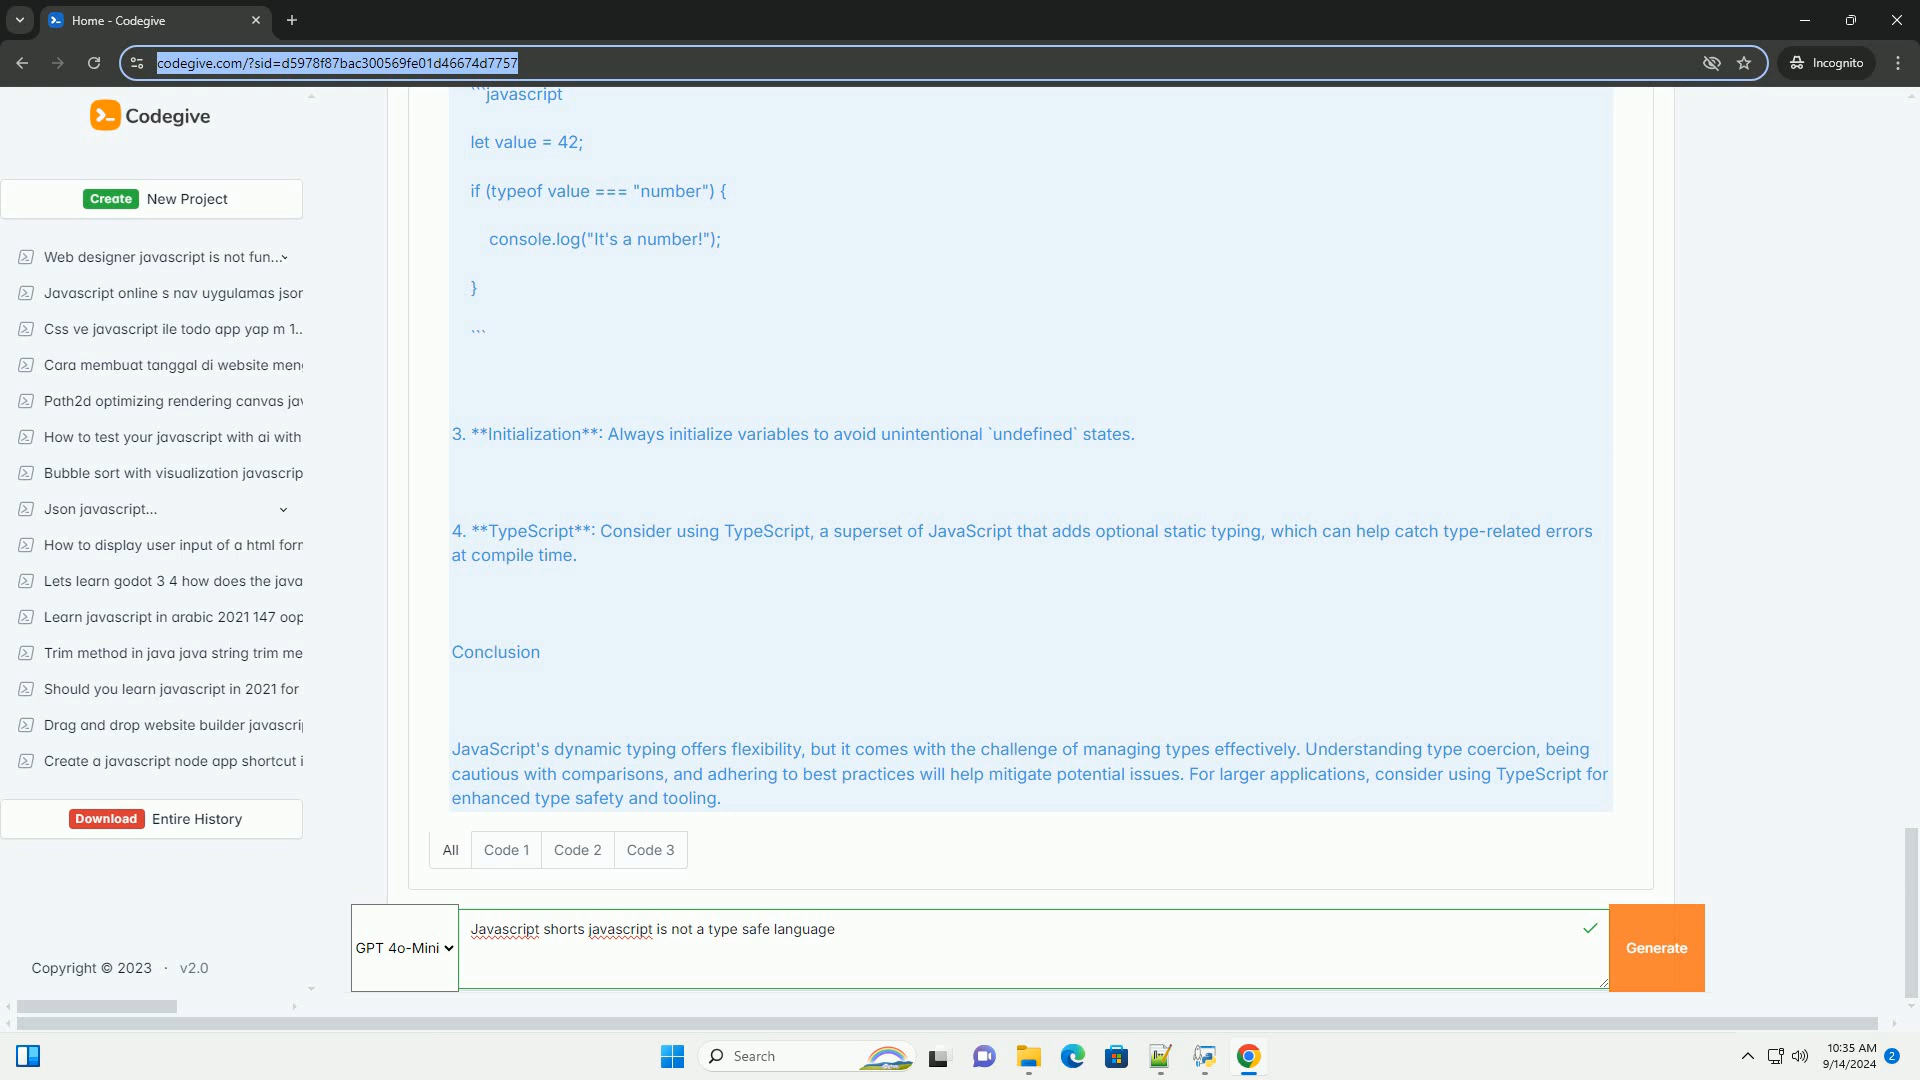 Home - Codegive
codegive.com/?sid=d5978f87bac300569fe01d46674d7757
Incognito
Codegive
Create New Project
Web designer javascript is not fun...
Javascript online s nav uygulamas jsor
Css ve javascript ile todo app yap m 1..
Cara membuat tanggal di website men
Path2d optimizing rendering canvas jav
How to test your javascript with ai with
Bubble sort with visualization javascrip
Json javascript...
How to display user input of a html forr
Lets learn godot 3 4 how does the java
Learn javascript in arabic 2021 147 oop
Trim method in java java string trim me
Should you learn javascript in 2021 for
Drag and drop website builder javascri
Create a javascript node app shortcut i
Download Entire History
Copyright © 2023 · v2.0
```javascript
let value = 42;
if (typeof value === "number") {
console.log("It's a number!");
}
```
3. **Initialization**: Always initialize variables to avoid unintentional `undefined` states.
4. **TypeScript**: Consider using TypeScript, a superset of JavaScript that adds optional static typing, which can help catch type-related errors
at compile time.
Conclusion
JavaScript's dynamic typing offers flexibility, but it comes with the challenge of managing types effectively. Understanding type coercion, being
cautious with comparisons, and adhering to best practices will help mitigate potential issues. For larger applications, consider using TypeScript for
enhanced type safety and tooling.
All Code 1 Code 2 Code 3
GPT 4o-Mini
Javascript shorts javascript is not a type safe language
Generate
Search
10:35 AM
9/14/2024
2